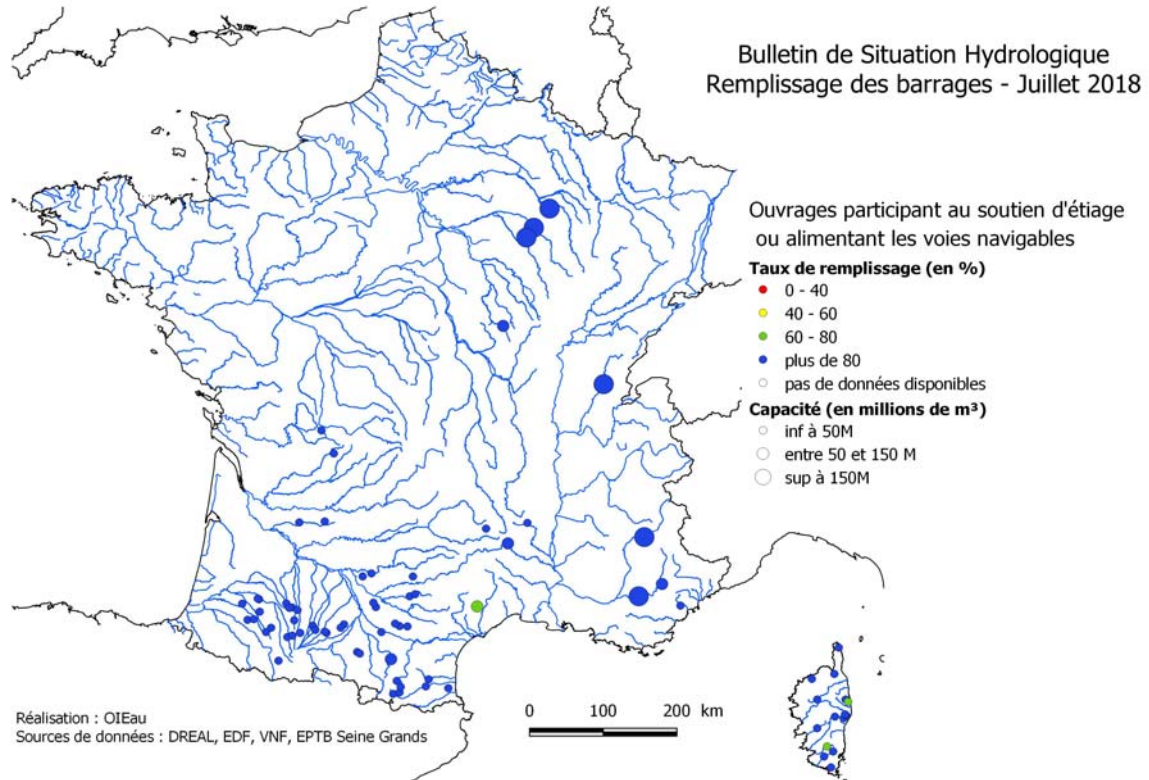 Bulletin de Situation Hydrologique
Remplissage des barrages - Juillet 2018
Ouvrages participant au soutien d'étiage
ou alimentant les voies navigables
Taux de remplissage (en %)
0 - 40
40 - 60
60 - 80
plus de 80
pas de données disponibles
Capacité (en millions de m³)
inf à 50M
entre 50 et 150 M
sup à 150M
0 100 200 km
Réalisation : OIEau
Sources de données : DREAL, EDF, VNF, EPTB Seine Grands